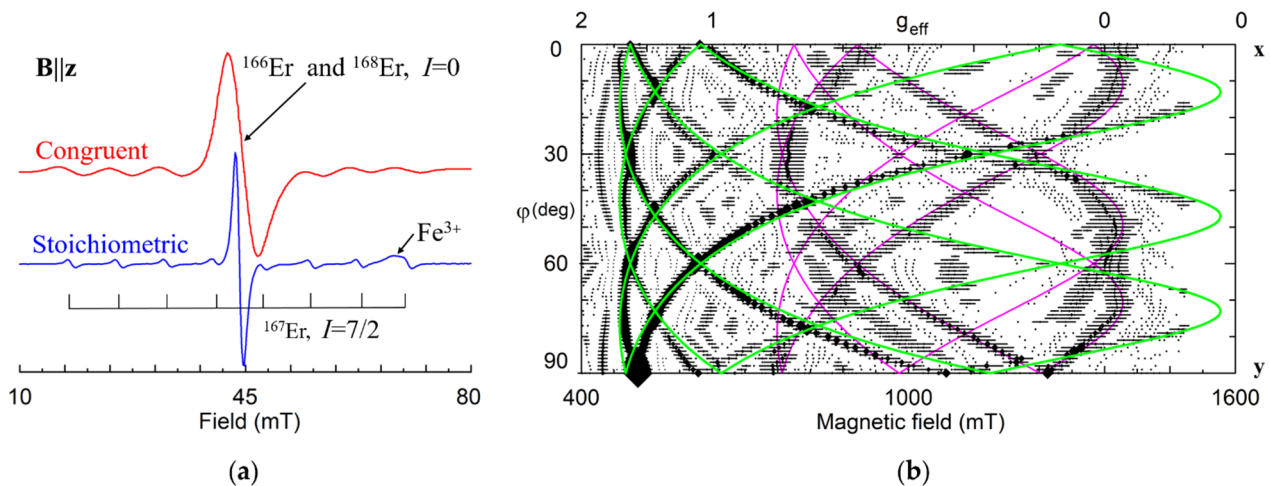 B||z
¹⁶⁶Er and ¹⁶⁸Er, I=0
Congruent
Stoichiometric
Fe³⁺
¹⁶⁷Er, I=7/2
10 45 80
Field (mT)
(a)
2 1 g_eff 0 0
0 x
30
φ(deg)
60
90 y
400 1000 1600
Magnetic field (mT)
(b)